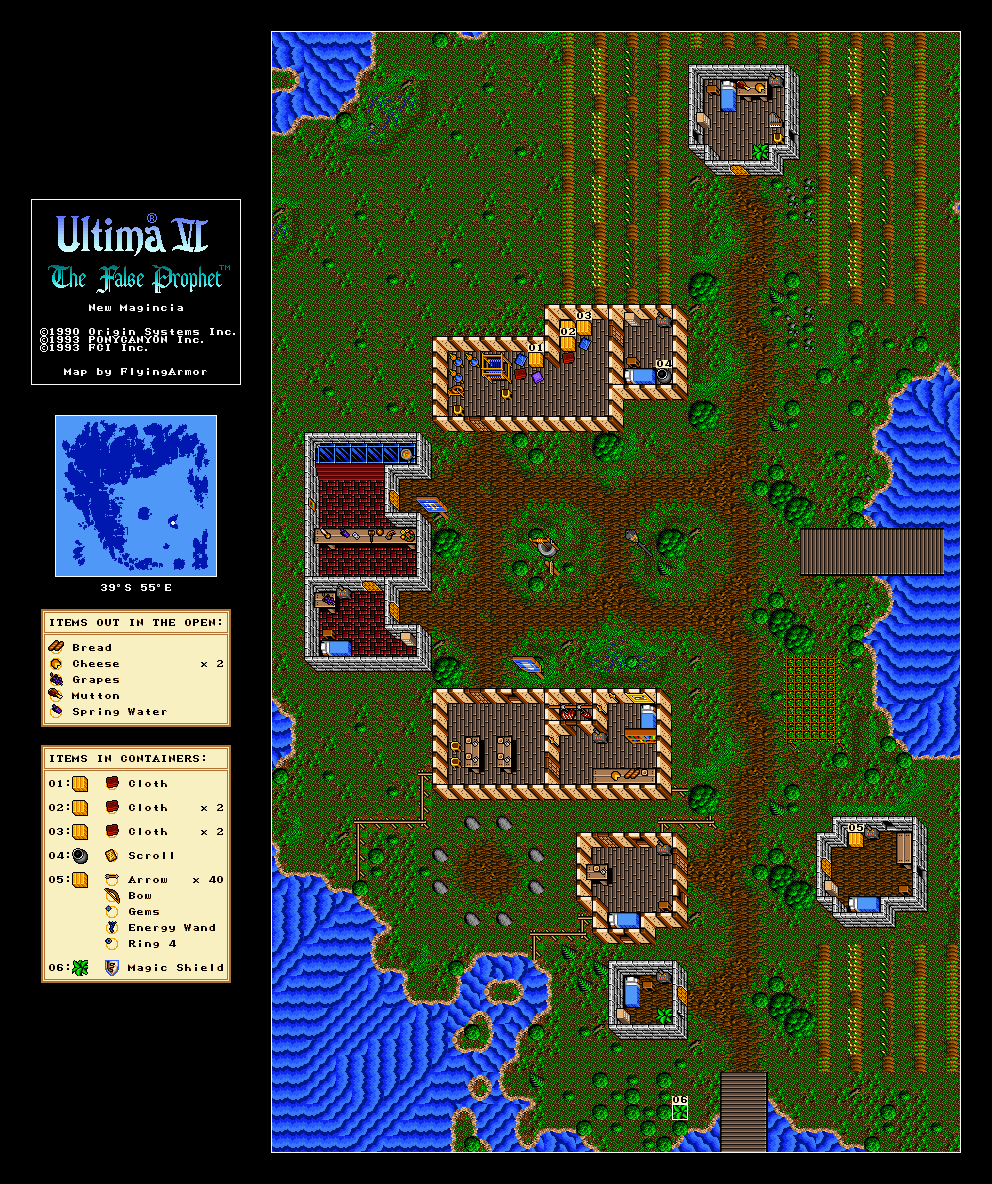 Ultima® VI
The False Prophet™
New Magincia
©1990 Origin Systems Inc.
©1993 PONYCANYON Inc.
©1993 FCI Inc.
Map by FlyingArmor
39°S 55°E
ITEMS OUT IN THE OPEN:
Bread
Cheese x 2
Grapes
Mutton
Spring Water
ITEMS IN CONTAINERS:
01: Cloth
02: Cloth x 2
03: Cloth x 2
04: Scroll
05: Arrow x 40
Bow
Gems
Energy Wand
Ring 4
06: Magic Shield
03
02
01
04
05
06